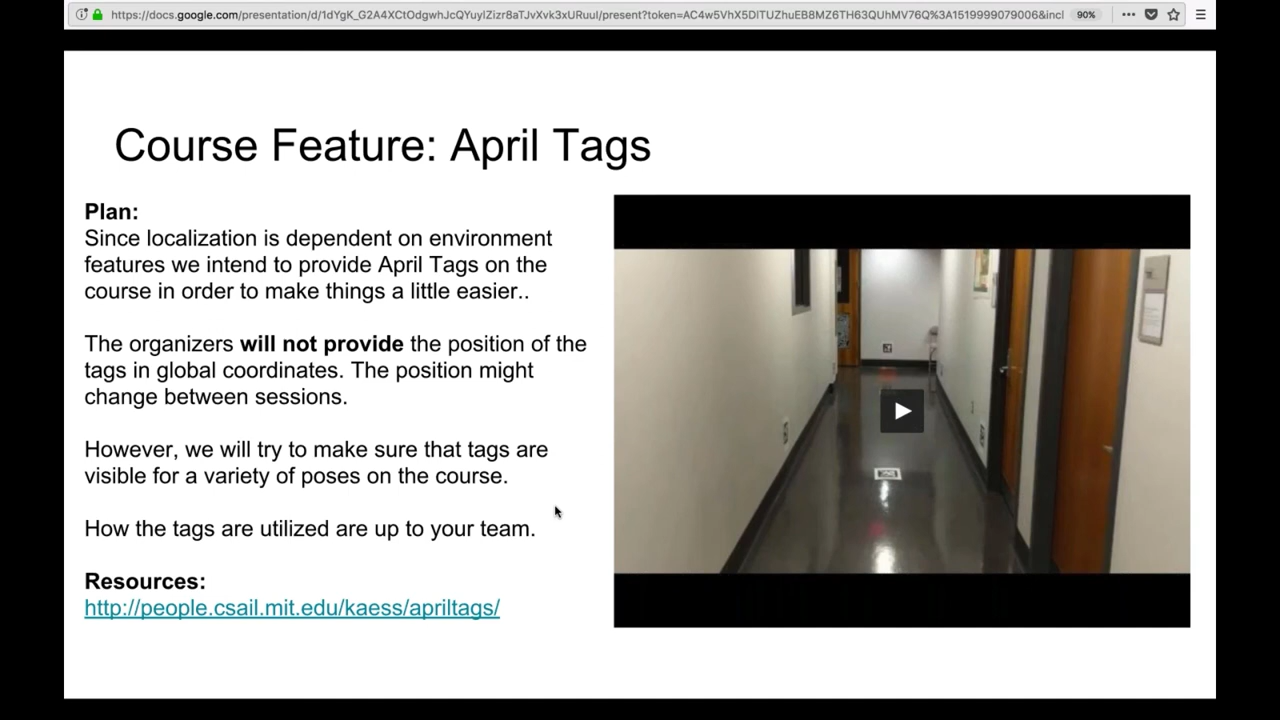 https://docs.google.com/presentation/d/1dYgK_G2A4XCtOdgwhJcQYuylZizr8aTJvXvk3xURuuI/present?token=AC4w5VhX5DlTUZhuEB8MZ6TH63QUhMV76Q%3A1519999079006&incl 90%
Course Feature: April Tags
Plan:
Since localization is dependent on environment
features we intend to provide April Tags on the
course in order to make things a little easier..
The organizers will not provide the position of the
tags in global coordinates. The position might
change between sessions.
However, we will try to make sure that tags are
visible for a variety of poses on the course.
How the tags are utilized are up to your team.
Resources:
http://people.csail.mit.edu/kaess/apriltags/